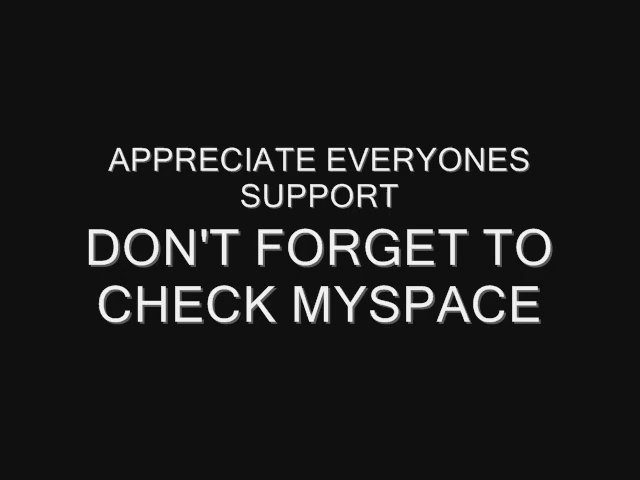 APPRECIATE EVERYONES
SUPPORT
DON'T FORGET TO
CHECK MYSPACE